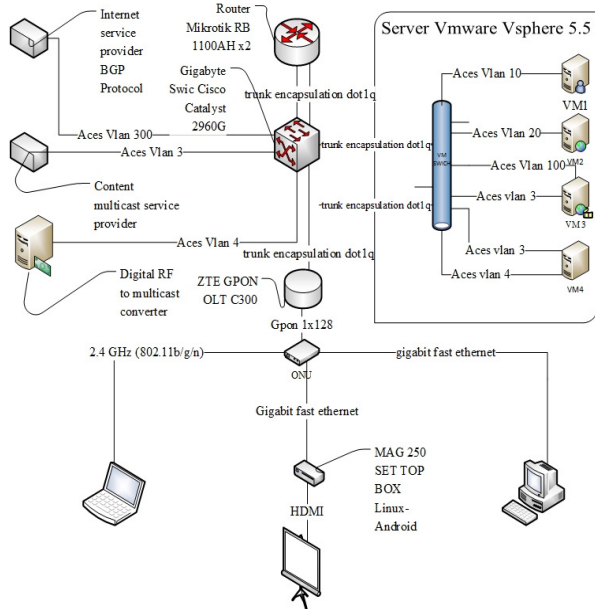 Internet
service
provider
BGP
Protocol
Router
Mikrotik RB
1100AH x2
Gigabyte
Swic Cisco
Catalyst
2960G
trunk encapsulation dot1q
Aces Vlan 300
Aces Vlan 3
Content
multicast service
provider
Aces Vlan 4
Digital RF
to multicast
converter
trunk encapsulation dot1q
ZTE GPON
OLT C300
Gpon 1x128
2.4 GHz (802.11b/g/n)
ONU
gigabit fast ethernet
Gigabit fast ethernet
MAG 250
SET TOP
BOX
Linux-
Android
HDMI
Server Vmware Vsphere 5.5
trunk encapsulation dot1q
trunk encapsulation dot1q
trunk encapsulation dot1q
VM
SWICH
Aces Vlan 10
VM1
Aces Vlan 20
VM2
Aces Vlan 100
Aces vlan 3
VM3
Aces vlan 3
Aces vlan 4
VM4